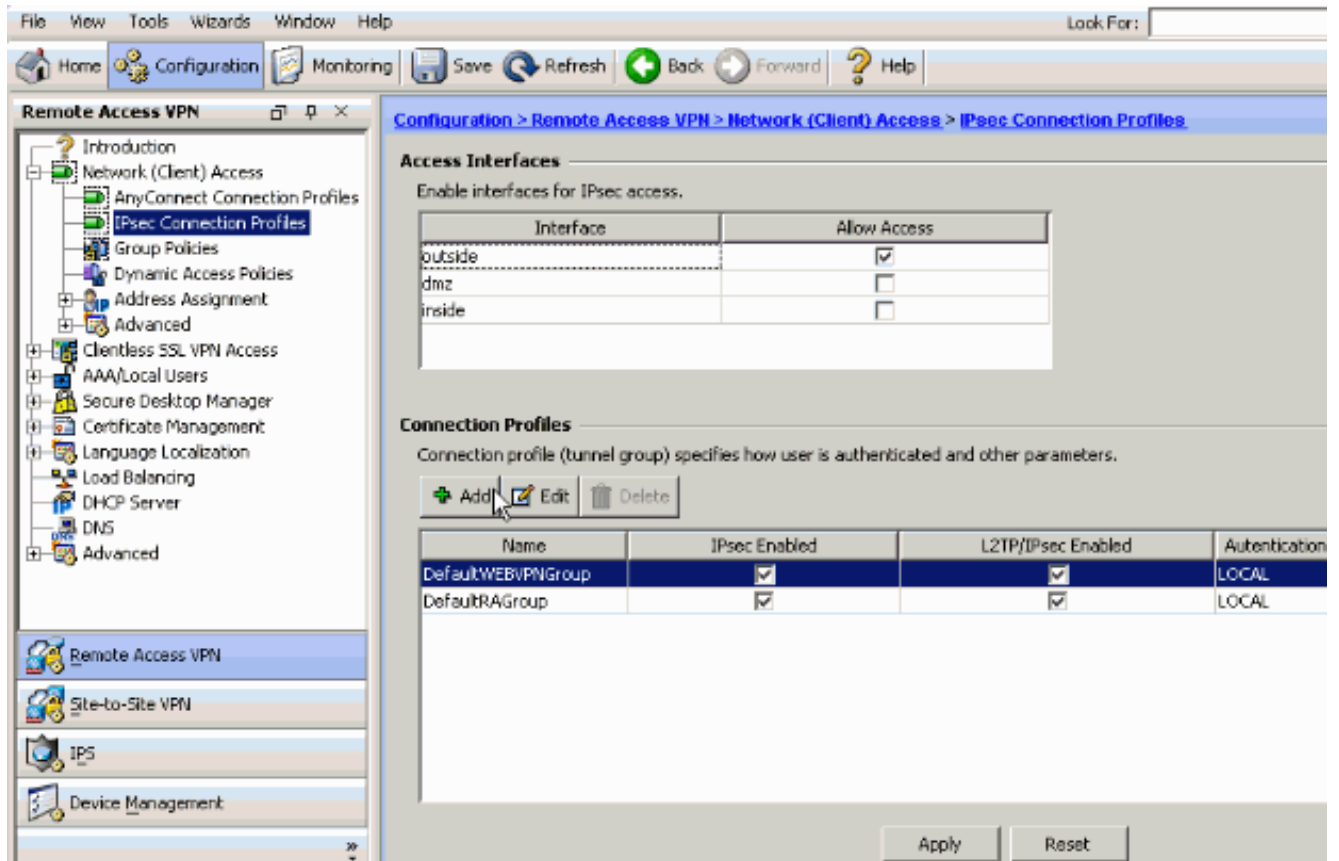 File View Tools Wizards Window Help Look For:
Home Configuration Monitoring Save Refresh Back Forward Help
Remote Access VPN
Introduction
Network (Client) Access
AnyConnect Connection Profiles
IPsec Connection Profiles
Group Policies
Dynamic Access Policies
Address Assignment
Advanced
Clientless SSL VPN Access
AAA/Local Users
Secure Desktop Manager
Certificate Management
Language Localization
Load Balancing
DHCP Server
DNS
Advanced
Remote Access VPN
Site-to-Site VPN
IPS
Device Management
Configuration > Remote Access VPN > Network (Client) Access > IPsec Connection Profiles
Access Interfaces
Enable interfaces for IPsec access.
Interface Allow Access
outside
dmz
inside
Connection Profiles
Connection profile (tunnel group) specifies how user is authenticated and other parameters.
Add Edit Delete
Name IPsec Enabled L2TP/IPsec Enabled Autentication
DefaultWEBVPNGroup LOCAL
DefaultRAGroup LOCAL
Apply Reset